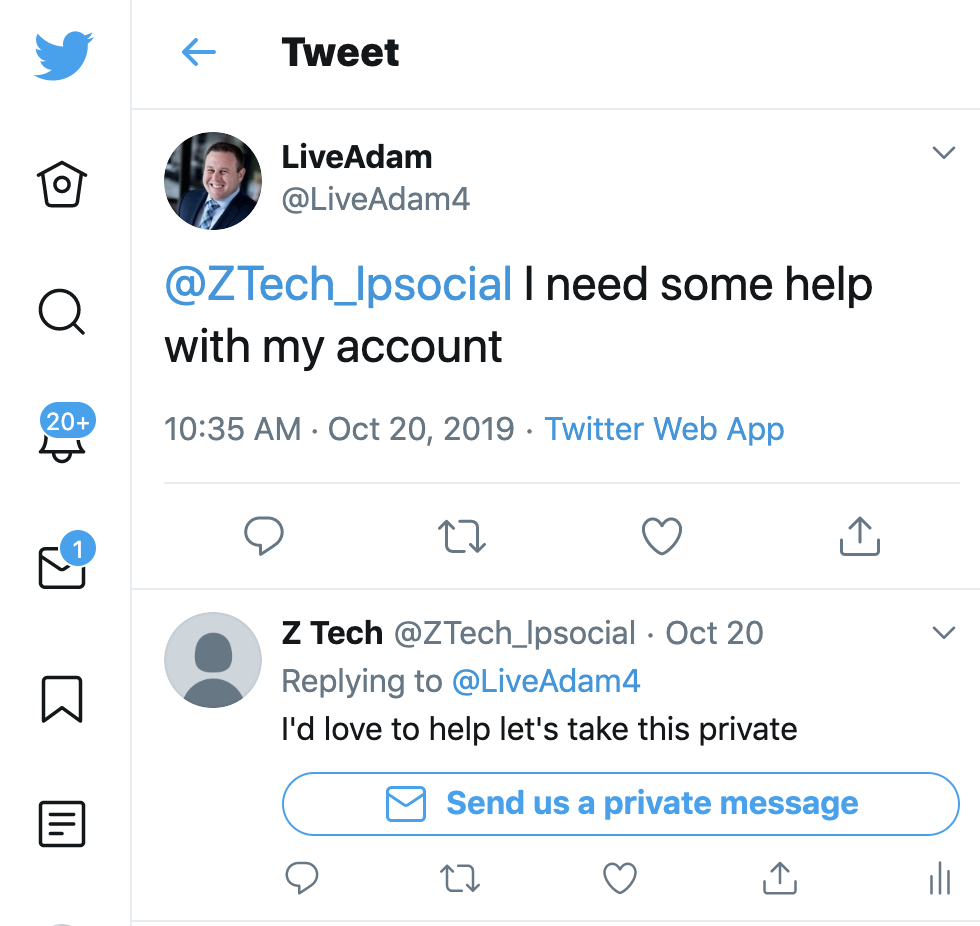 Tweet
LiveAdam
@LiveAdam4
@ZTech_lpsocial I need some help
with my account
10:35 AM · Oct 20, 2019 · Twitter Web App
20+
1
Z Tech @ZTech_lpsocial · Oct 20
Replying to @LiveAdam4
I'd love to help let's take this private
Send us a private message